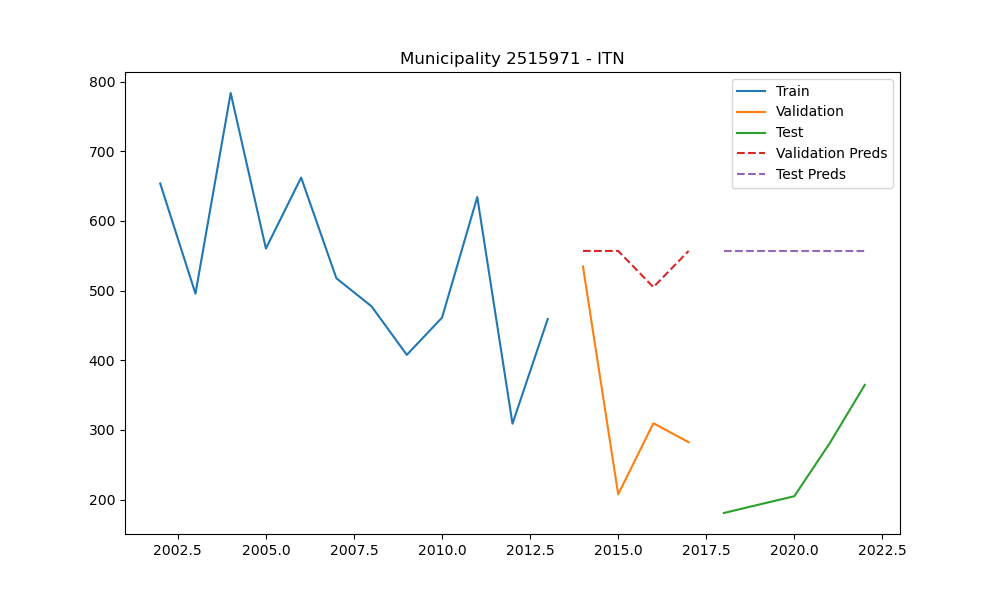 Municipality 2515971 - ITN
800
700
600
500
400
300
200
2002.5 2005.0 2007.5 2010.0 2012.5 2015.0 2017.5 2020.0 2022.5
Train
Validation
Test
Validation Preds
Test Preds